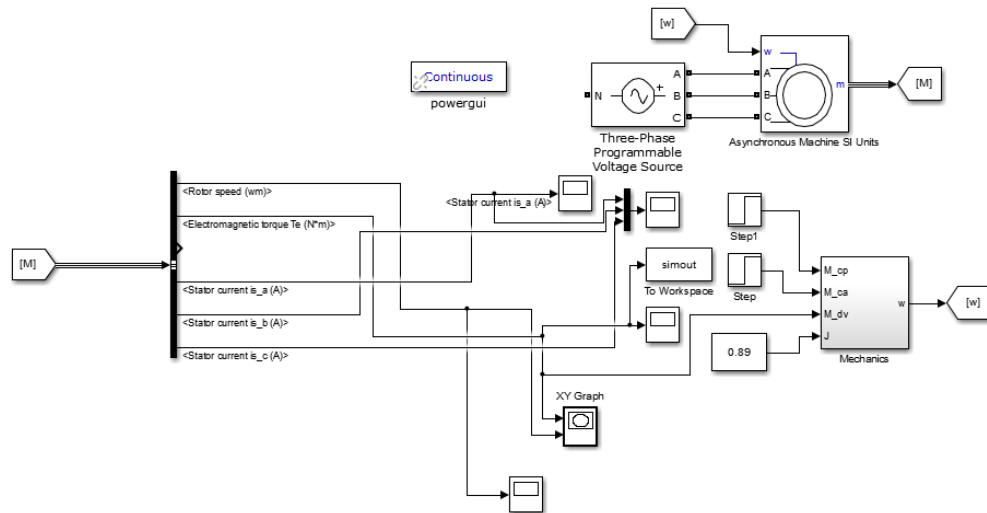 [w]
w
A
B
C
m
[M]
N
A
B
C
+
Three-Phase
Programmable
Voltage Source
Asynchronous Machine SI Units
Continuous
powergui
<Rotor speed (wm)>
<Electromagnetic torque Te (N*m)>
<Stator current is_a (A)>
<Stator current is_b (A)>
<Stator current is_c (A)>
[M]
<Stator current is_a (A)>
simout
To Workspace
XY Graph
Step1
Step
0.89
M_cp
M_ca
M_dv
J
w
Mechanics
[w]